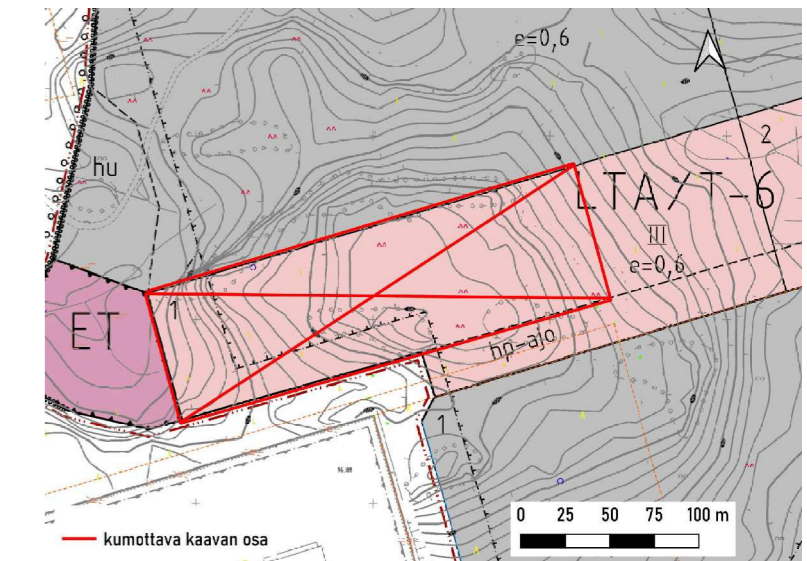 e=0,6
2
hu
LTA/T-6
III
e=0,6
1
ET
hp-ajo
1
0 25 50 75 100 m
kumottava kaavan osa